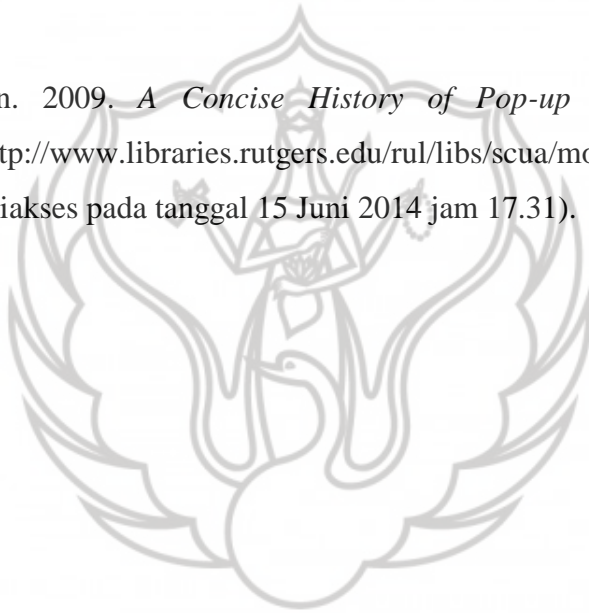 n. 2009. A Concise History of Pop-up
tp://www.libraries.rutgers.edu/rul/libs/scua/mo
iakses pada tanggal 15 Juni 2014 jam 17.31).